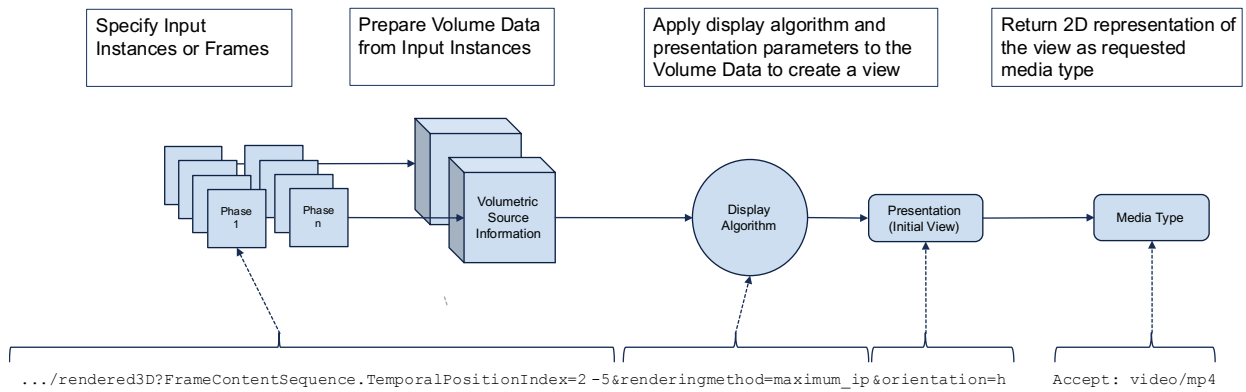 Specify Input
Instances or Frames
Prepare Volume Data
from Input Instances
Apply display algorithm and
presentation parameters to the
Volume Data to create a view
Return 2D representation of
the view as requested
media type
Phase
1
Phase
n
Volumetric
Source
Information
Display
Algorithm
Presentation
(Initial View)
Media Type
.../rendered3D?FrameContentSequence.TemporalPositionIndex=2-5&renderingmethod=maximum_ip&orientation=h
Accept: video/mp4